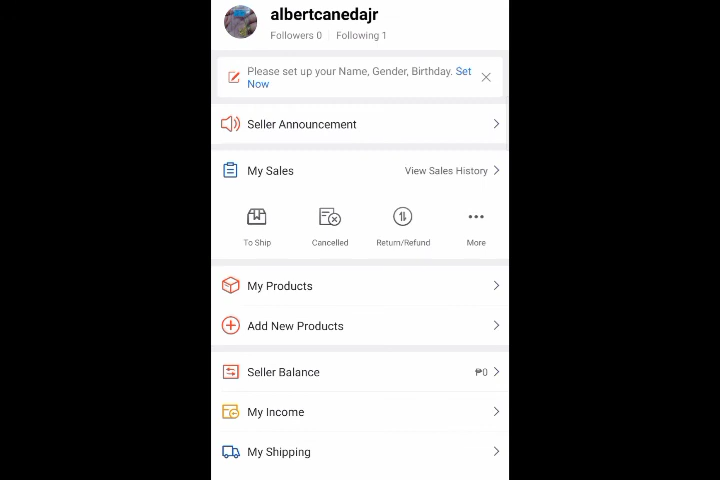 albertcanedajr
Followers 0 Following 1
Please set up your Name, Gender, Birthday. Set
Now
Seller Announcement
My Sales View Sales History
To Ship Cancelled Return/Refund More
My Products
Add New Products
Seller Balance ₱0
My Income
My Shipping